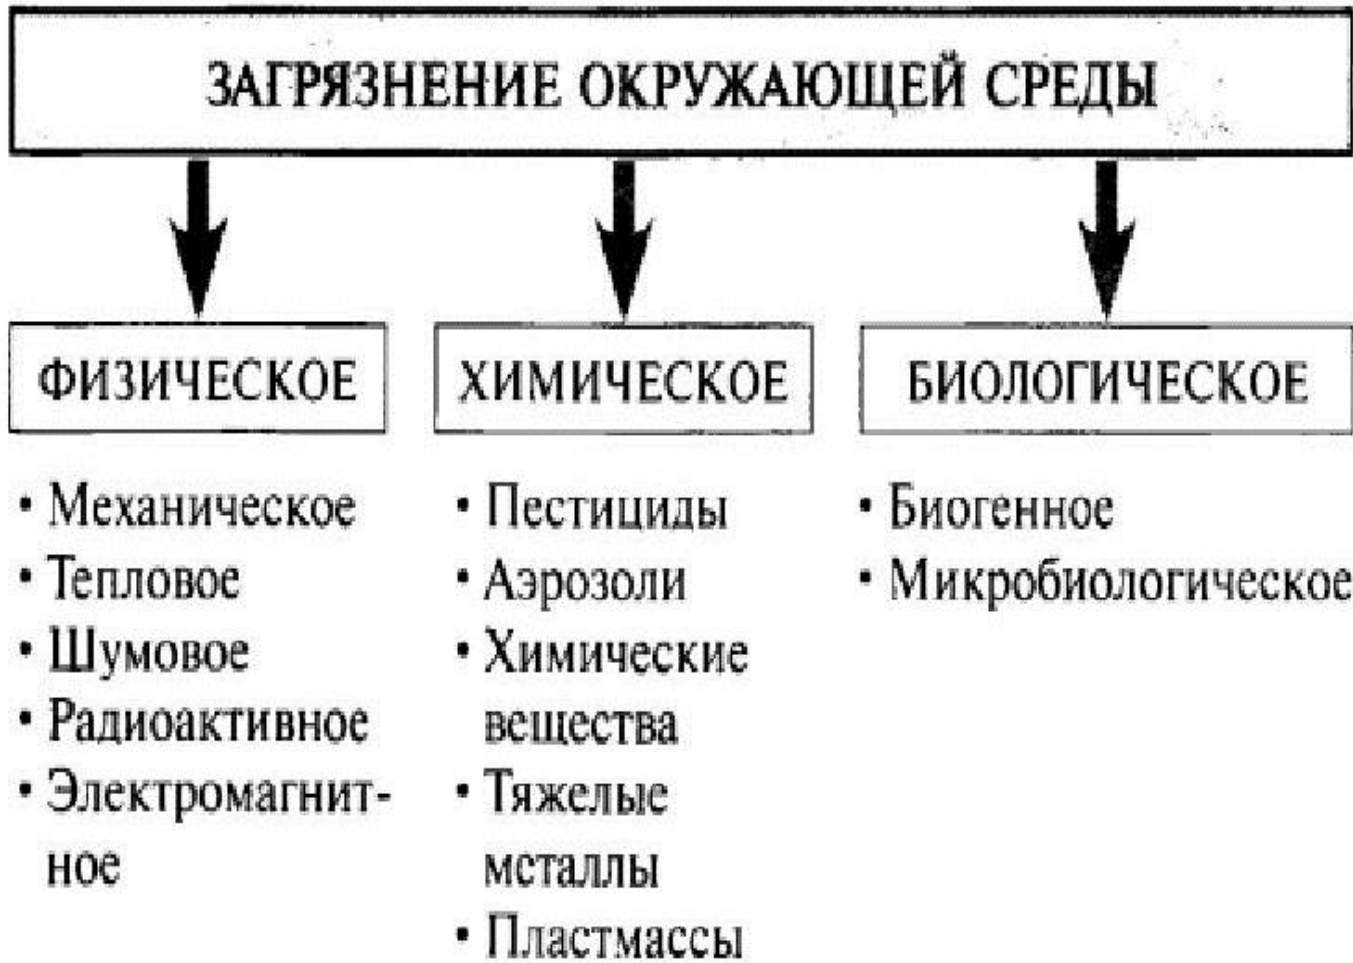 ЗАГРЯЗНЕНИЕ ОКРУЖАЮЩЕЙ СРЕДЫ
ФИЗИЧЕСКОЕ
• Механическое
• Тепловое
• Шумовое
• Радиоактивное
• Электромагнит-
ное
ХИМИЧЕСКОЕ
• Пестициды
• Аэрозоли
• Химические
вещества
• Тяжелые
металлы
• Пластмассы
БИОЛОГИЧЕСКОЕ
• Биогенное
• Микробиологическое